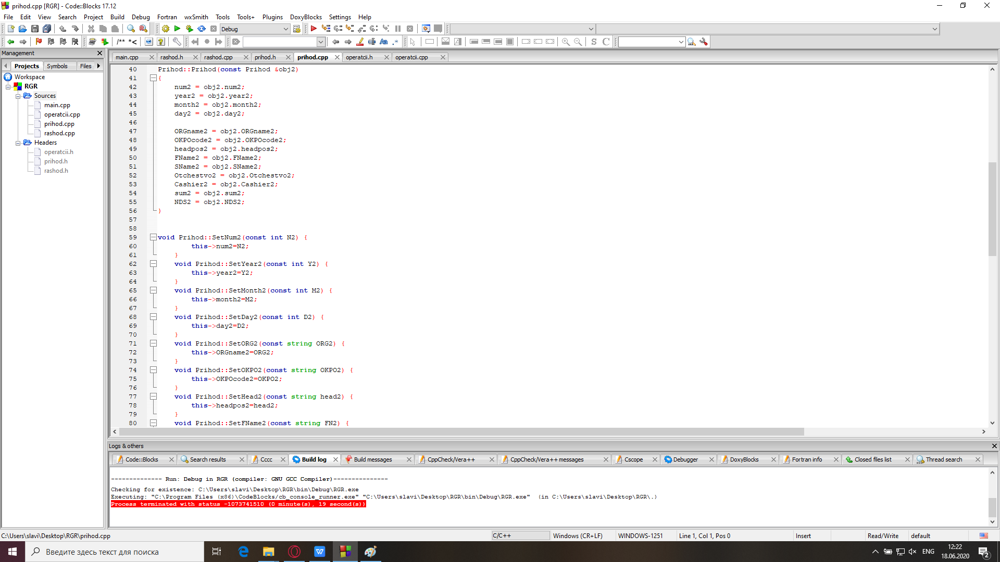 prihod.cpp [RGR] - Code::Blocks 17.12
File Edit View Search Project Build Debug Fortran wxSmith Tools Tools+ Plugins DoxyBlocks Settings Help
Debug
/** *<
S C
Management
main.cpp rashod.h rashod.cpp prihod.h prihod.cpp operatcii.h operatcii.cpp
Projects Symbols Files
Workspace
RGR
Sources
main.cpp
operatcii.cpp
prihod.cpp
rashod.cpp
Headers
operatcii.h
prihod.h
rashod.h
40 Prihod::Prihod(const Prihod &obj2)
41 {
42 num2 = obj2.num2;
43 year2 = obj2.year2;
44 month2 = obj2.month2;
45 day2 = obj2.day2;
46
47 ORGname2 = obj2.ORGname2;
48 OKPOcode2 = obj2.OKPOcode2;
49 headpos2 = obj2.headpos2;
50 FName2 = obj2.FName2;
51 SName2 = obj2.SName2;
52 Otchestvo2 = obj2.Otchestvo2;
53 Cashier2 = obj2.Cashier2;
54 sum2 = obj2.sum2;
55 NDS2 = obj2.NDS2;
56 }
57
58
59 void Prihod::SetNum2(const int N2) {
60 this->num2=N2;
61 }
62 void Prihod::SetYear2(const int Y2) {
63 this->year2=Y2;
64 }
65 void Prihod::SetMonth2(const int M2) {
66 this->month2=M2;
67 }
68 void Prihod::SetDay2(const int D2) {
69 this->day2=D2;
70 }
71 void Prihod::SetORG2(const string ORG2) {
72 this->ORGname2=ORG2;
73 }
74 void Prihod::SetOKPO2(const string OKPO2) {
75 this->OKPOcode2=OKPO2;
76 }
77 void Prihod::SetHead2(const string head2) {
78 this->headpos2=head2;
79 }
80 void Prihod::SetFName2(const string FN2) {
Logs & others
Code::Blocks Search results Cccc Build log Build messages CppCheck/Vera++ CppCheck/Vera++ messages Cscope Debugger DoxyBlocks Fortran info Closed files list Thread search
-------------- Run: Debug in RGR (compiler: GNU GCC Compiler)---------------
Checking for existence: C:\Users\slavi\Desktop\RGR\bin\Debug\RGR.exe
Executing: "C:\Program Files (x86)\CodeBlocks/cb_console_runner.exe" "C:\Users\slavi\Desktop\RGR\bin\Debug\RGR.exe"  (in C:\Users\slavi\Desktop\RGR\.)
Process terminated with status -1073741510 (0 minute(s), 19 second(s))
C:\Users\slavi\Desktop\RGR\prihod.cpp C/C++ Windows (CR+LF) WINDOWS-1251 Line 1, Col 1, Pos 0 Insert Read/Write default
Введите здесь текст для поиска
ENG
12:22
18.06.2020
2